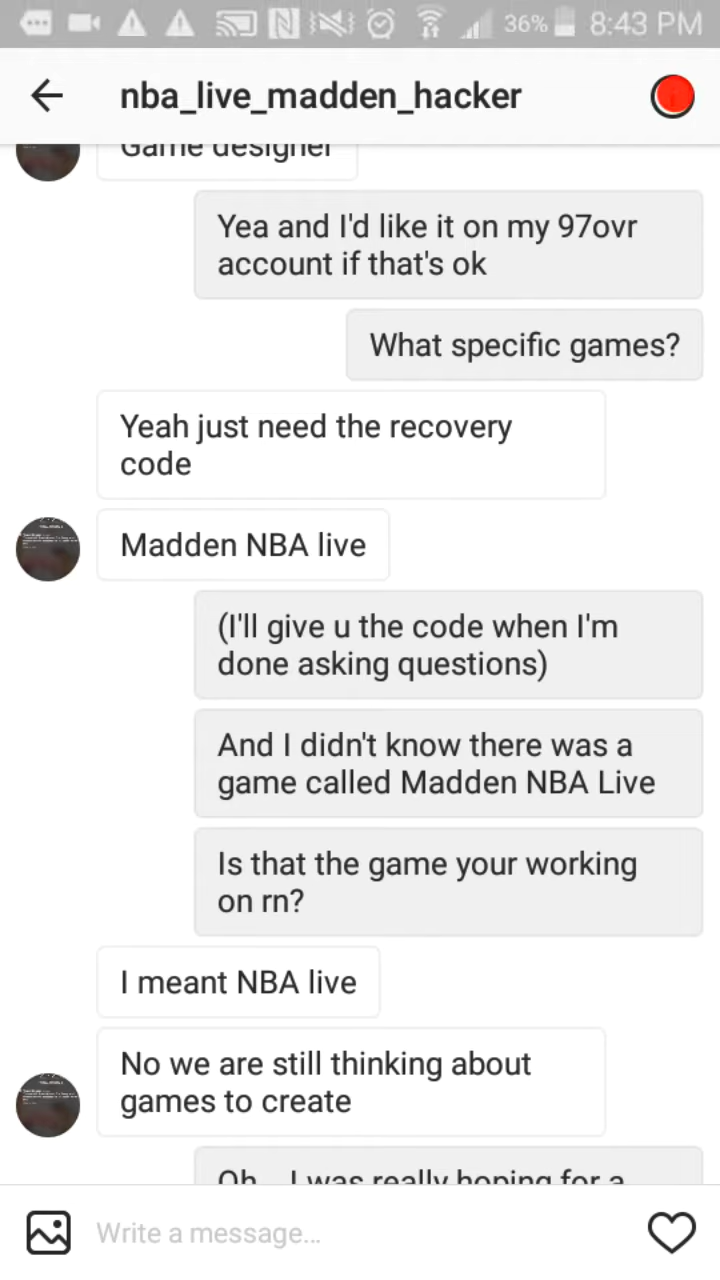 36% 8:43 PM
nba_live_madden_hacker
Game designer
Yea and I'd like it on my 97ovr
account if that's ok
What specific games?
Yeah just need the recovery
code
Madden NBA live
(I'll give u the code when I'm
done asking questions)
And I didn't know there was a
game called Madden NBA Live
Is that the game your working
on rn?
I meant NBA live
No we are still thinking about
games to create
Oh... I was really hoping for a
Write a message...